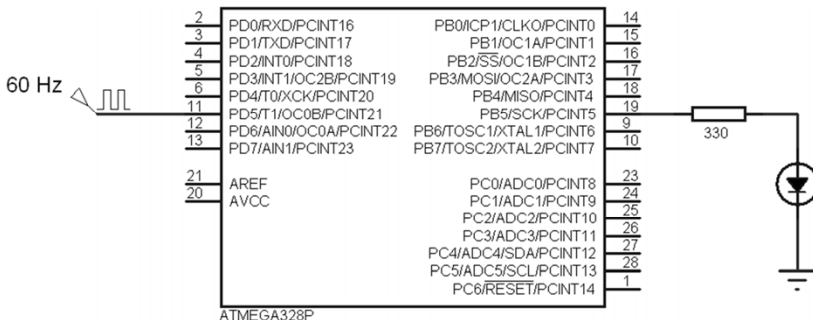 60 Hz
2 PD0/RXD/PCINT16
3 PD1/TXD/PCINT17
4 PD2/INT0/PCINT18
5 PD3/INT1/OC2B/PCINT19
6 PD4/T0/XCK/PCINT20
11 PD5/T1/OC0B/PCINT21
12 PD6/AIN0/OC0A/PCINT22
13 PD7/AIN1/PCINT23
21 AREF
20 AVCC
PB0/ICP1/CLKO/PCINT0 14
PB1/OC1A/PCINT1 15
PB2/SS/OC1B/PCINT2 16
PB3/MOSI/OC2A/PCINT3 17
PB4/MISO/PCINT4 18
PB5/SCK/PCINT5 19
PB6/TOSC1/XTAL1/PCINT6 9
PB7/TOSC2/XTAL2/PCINT7 10
PC0/ADC0/PCINT8 23
PC1/ADC1/PCINT9 24
PC2/ADC2/PCINT10 25
PC3/ADC3/PCINT11 26
PC4/ADC4/SDA/PCINT12 27
PC5/ADC5/SCL/PCINT13 28
PC6/RESET/PCINT14 1
330
ATMEGA328P